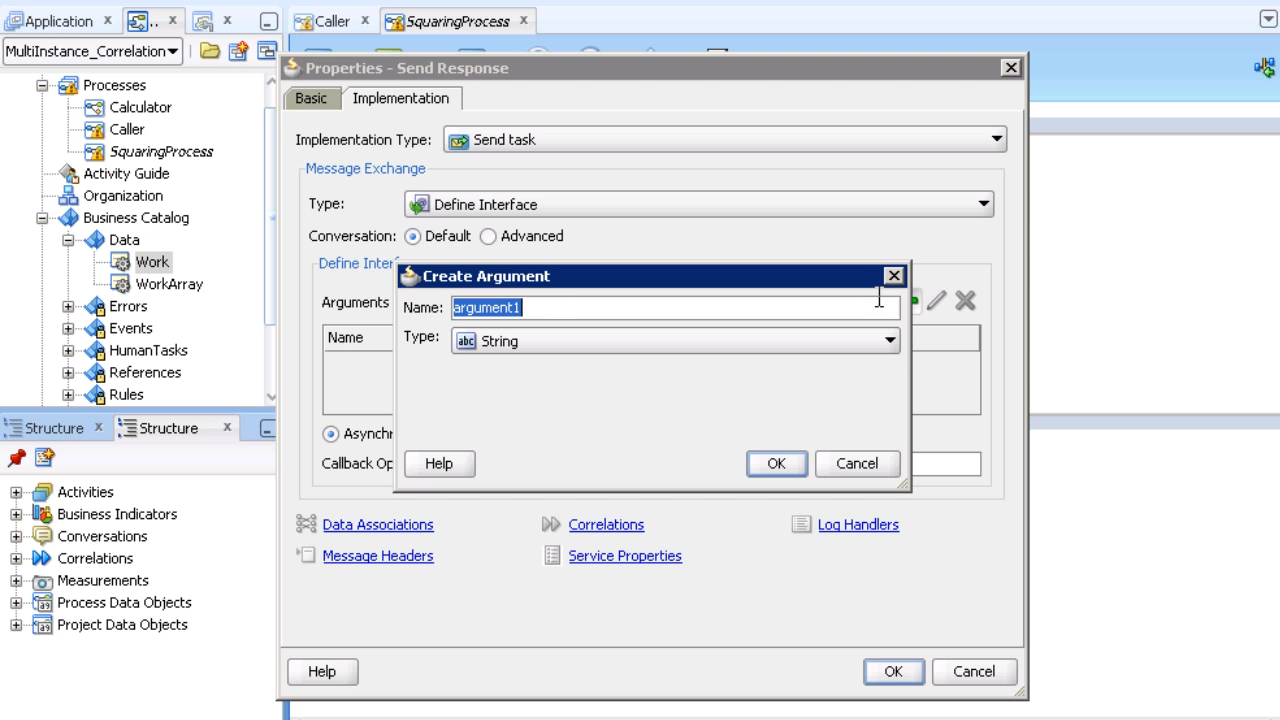 Application
..
Caller
SquaringProcess
MultiInstance_Correlation
Processes
Calculator
Caller
SquaringProcess
Activity Guide
Organization
Business Catalog
Data
Work
WorkArray
Errors
Events
HumanTasks
References
Rules
Structure
Structure
Activities
Business Indicators
Conversations
Correlations
Measurements
Process Data Objects
Project Data Objects
Properties - Send Response
Basic
Implementation
Implementation Type: Send task
Message Exchange
Type: Define Interface
Conversation: Default Advanced
Define
Arguments
Name
Create Argument
Name: argument1
Type: abc String
Help OK Cancel
Callback
Data Associations Correlations Log Handlers
Message Headers Service Properties
Help OK Cancel